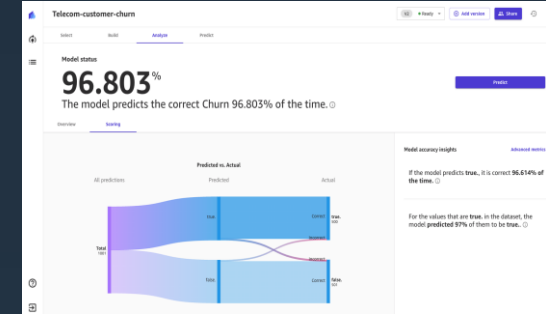 Telecom-customer-churn
Ready
Add version
Share
Select
Build
Analyze
Predict
Model status
96.803%
Predict
The model predicts the correct Churn 96.803% of the time.
Overview
Scoring
Model accuracy insights
Advanced metrics
Predicted vs. Actual
All predictions
Predicted
Actual
If the model predicts true., it is correct 96.614% of
the time.
For the values that are true. in the dataset, the
model predicted 97% of them to be true.
true.
Correct
true.
Incorrect
Total
Incorrect
false.
Correct
false.